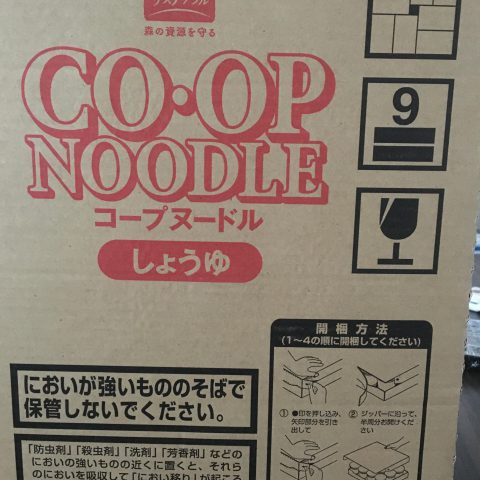 森の資源を守る
CO·OP
NOODLE
コープヌードル
しょうゆ
9
開梱方法
(1～4の順に開梱してください)
① ●印を押し込み、
矢印部分を引き
出して
② ジッパーに沿って、
半周分お開けくだ
さい
においが強いもののそばで
保管しないでください。
「防虫剤」「殺虫剤」「洗剤」「芳香剤」などの
においの強いものの近くに置くと、それら
のにおいを吸収して「におい移り」が起こる